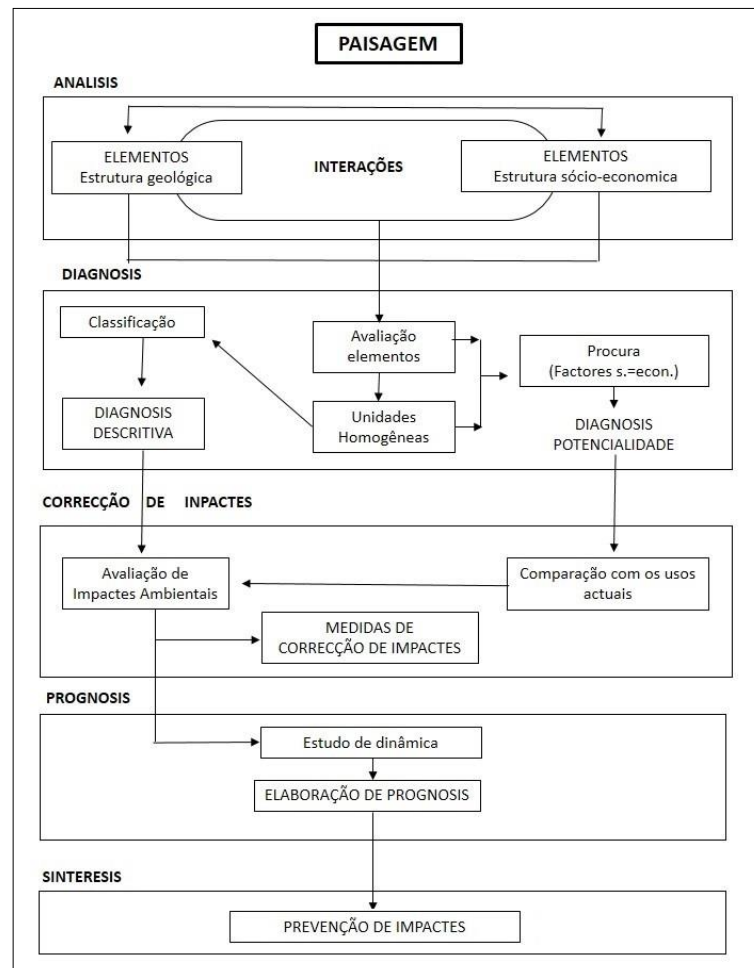 PAISAGEM
ANALISIS
ELEMENTOS
Estrutura geológica
INTERAÇÕES
ELEMENTOS
Estrutura sócio-economica
DIAGNOSIS
Classificação
Avaliação
elementos
Procura
(Factores s.=econ.)
DIAGNOSIS
DESCRITIVA
Unidades
Homogêneas
DIAGNOSIS
POTENCIALIDADE
CORRECÇÃO DE INPACTES
Avaliação de
Impactes Ambientais
Comparação com os usos
actuais
MEDIDAS DE
CORRECÇÃO DE IMPACTES
PROGNOSIS
Estudo de dinâmica
ELABORAÇÃO DE PROGNOSIS
SINTERESIS
PREVENÇÃO DE IMPACTES